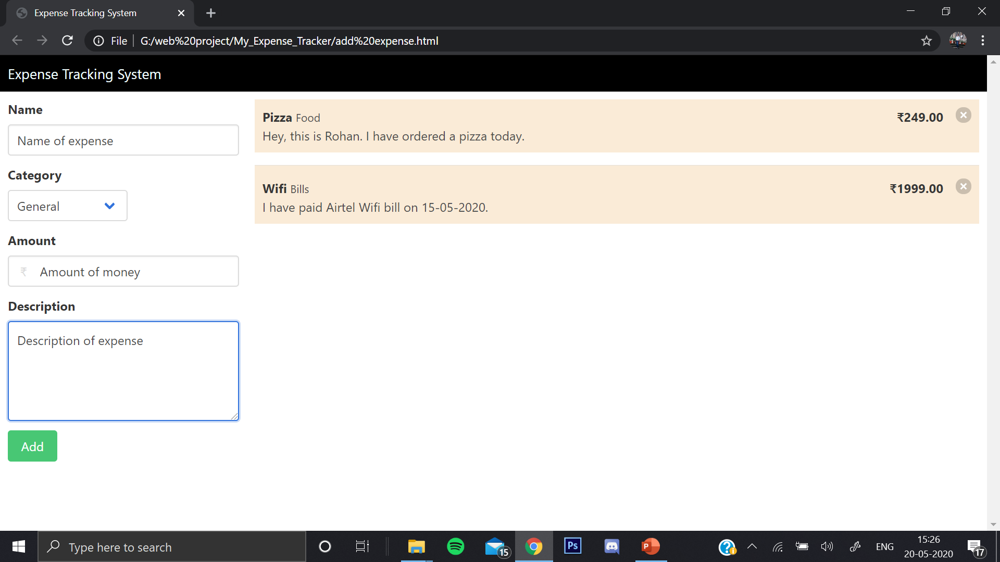 Expense Tracking System
File
G:/web%20project/My_Expense_Tracker/add%20expense.html
Expense Tracking System
Name
Name of expense
Category
General
Amount
₹ Amount of money
Description
Description of expense
Add
Pizza Food
₹249.00
Hey, this is Rohan. I have ordered a pizza today.
Wifi Bills
₹1999.00
I have paid Airtel Wifi bill on 15-05-2020.
Type here to search
15
Ps
P
ENG
15:26
20-05-2020
17